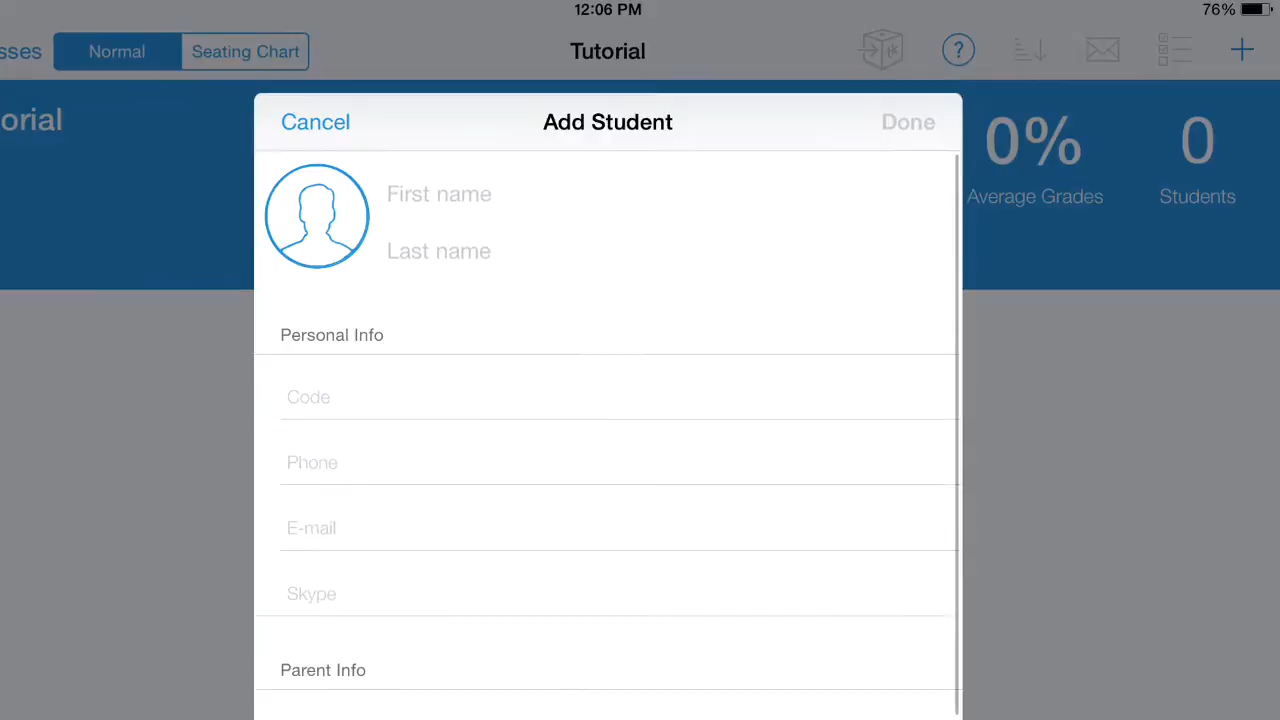 12:06 PM
76%
sses
Normal
Seating Chart
Tutorial
?
orial
Cancel
Add Student
Done
0%
0
Average Grades
Students
First name
Last name
Personal Info
Code
Phone
E-mail
Skype
Parent Info